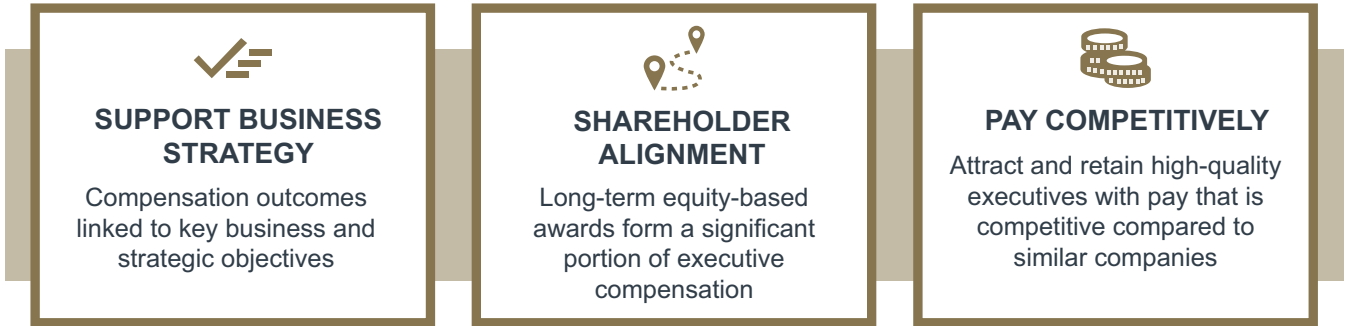 SUPPORT BUSINESS
STRATEGY
Compensation outcomes
linked to key business and
strategic objectives
SHAREHOLDER
ALIGNMENT
Long-term equity-based
awards form a significant
portion of executive
compensation
PAY COMPETITIVELY
Attract and retain high-quality
executives with pay that is
competitive compared to
similar companies